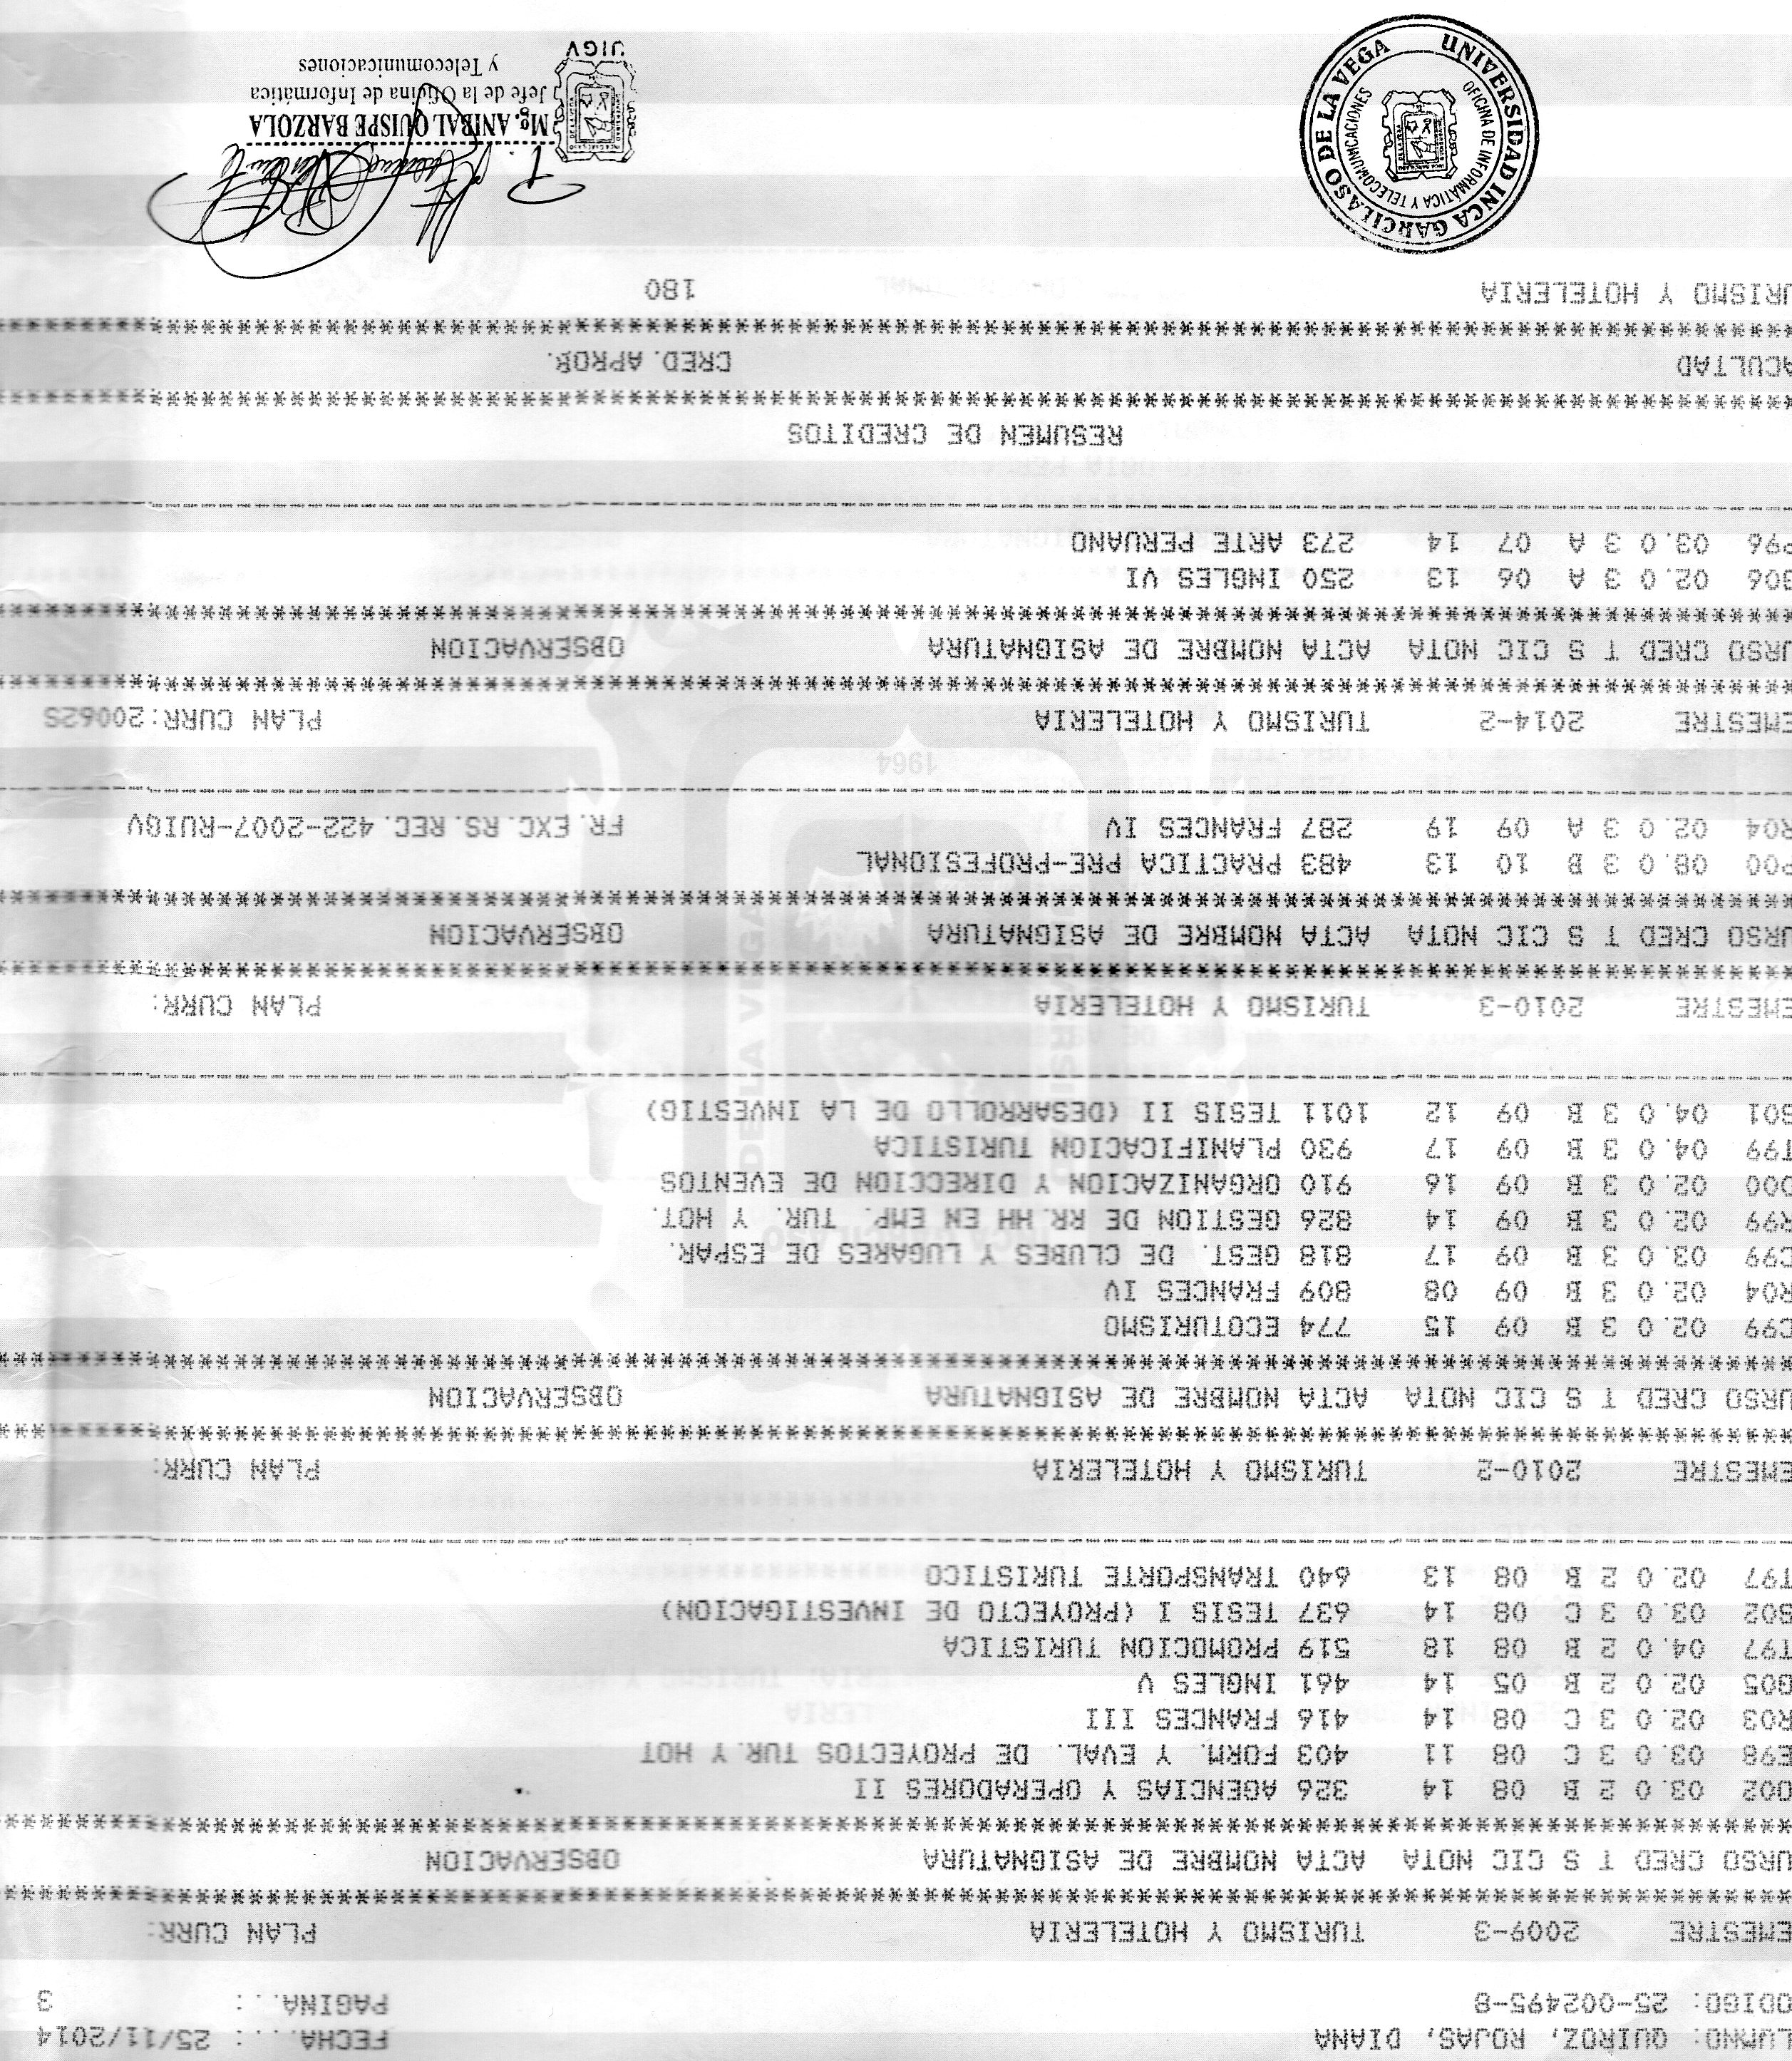 LUMNO: QUIROZ, ROJAS, DIANA FECHA...: 25/11/2014
ODIGO: 25-002495-8 PAGINA..: 3
EMESTRE 2009-3 TURISMO Y HOTELERIA PLAN CURR:
URSO CRED T S CIC NOTA ACTA NOMBRE DE ASIGNATURA OBSERVACION
002 03.0 2 B 08 14 326 AGENCIAS Y OPERADORES II
E98 03.0 3 C 08 11 403 FORM. Y EVAL. DE PROYECTOS TUR.Y HOT
R03 02.0 3 C 08 14 416 FRANCES III
G05 02.0 2 B 05 14 461 INGLES V
T97 04.0 2 B 08 18 519 PROMOCION TURISTICA
S02 03.0 3 C 08 14 637 TESIS I (PROYECTO DE INVESTIGACION)
T97 02.0 2 B 08 13 640 TRANSPORTE TURISTICO
EMESTRE 2010-2 TURISMO Y HOTELERIA PLAN CURR:
URSO CRED T S CIC NOTA ACTA NOMBRE DE ASIGNATURA OBSERVACION
C99 02.0 3 B 09 15 774 ECOTURISMO
R04 02.0 3 B 09 08 809 FRANCES IV
C99 03.0 3 B 09 17 818 GEST. DE CLUBES Y LUGARES DE ESPAR.
R99 02.0 3 B 09 14 826 GESTION DE RR.HH EN EMP. TUR. Y HOT.
000 02.0 3 B 09 16 910 ORGANIZACION Y DIRECCION DE EVENTOS
T99 04.0 3 B 09 17 930 PLANIFICACION TURISTICA
S01 04.0 3 B 09 12 1011 TESIS II (DESARROLLO DE LA INVESTIG)
EMESTRE 2010-3 TURISMO Y HOTELERIA PLAN CURR:
URSO CRED T S CIC NOTA ACTA NOMBRE DE ASIGNATURA OBSERVACION
P00 08.0 3 B 10 13 483 PRACTICA PRE-PROFESIONAL
R04 02.0 3 A 09 19 287 FRANCES IV FR.EXC.RS.REC.422-2007-RUIGV
1964
EMESTRE 2014-2 TURISMO Y HOTELERIA PLAN CURR:20062S
URSO CRED T S CIC NOTA ACTA NOMBRE DE ASIGNATURA OBSERVACION
G06 02.0 3 A 06 13 250 INGLES VI
P96 03.0 3 A 07 14 273 ARTE PERUANO
RESUMEN DE CREDITOS
ACULTAD CRED.APROB.
URISMO Y HOTELERIA 180
UNIVERSIDAD INCA GARCILASO DE LA VEGA
OFICINA DE INFORMÁTICA Y TELECOMUNICACIONES
Mg. ANIBAL QUISPE BARZOLA
Jefe de la Oficina de Informática
y Telecomunicaciones
UIGV
DE LA VEGA